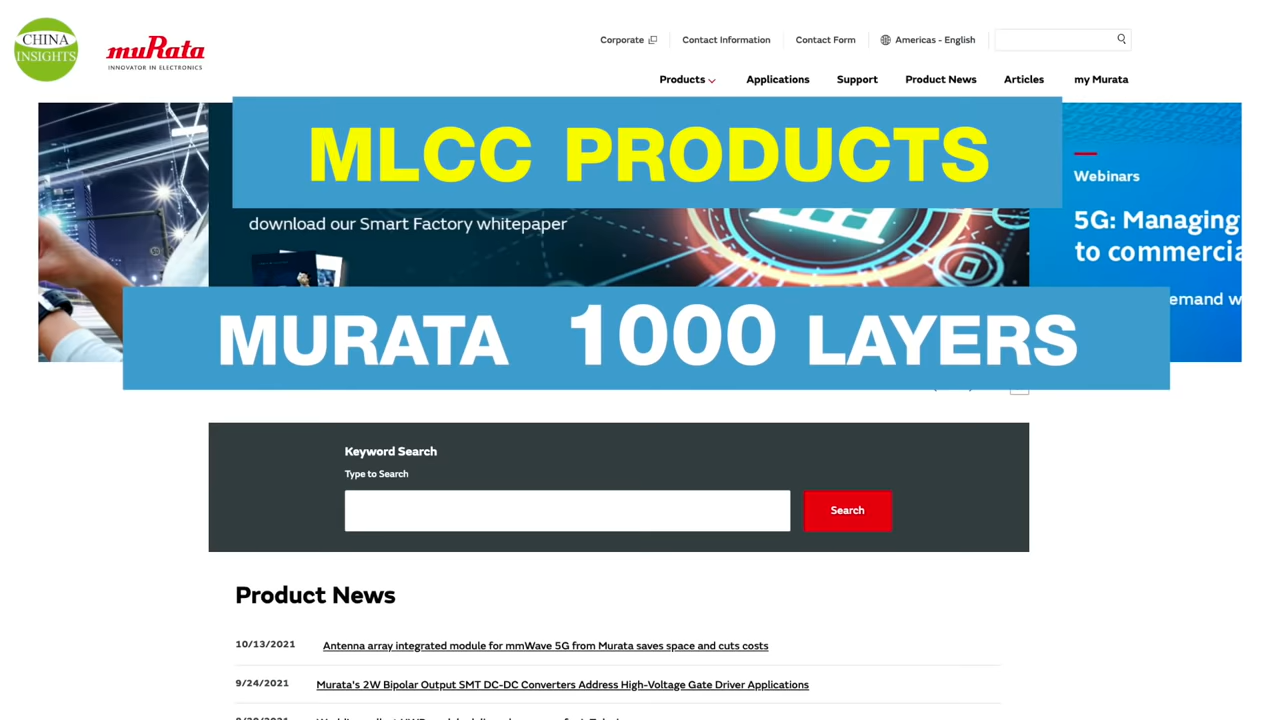 CHINA
INSIGHTS
muRata
INNOVATOR IN ELECTRONICS
Corporate
Contact Information
Contact Form
Americas - English
Products
Applications
Support
Product News
Articles
my Murata
MLCC PRODUCTS
download our Smart Factory whitepaper
Webinars
5G: Managing
to commercia
emand w
MURATA 1000 LAYERS
Keyword Search
Type to Search
Search
Product News
10/13/2021 Antenna array integrated module for mmWave 5G from Murata saves space and cuts costs
9/24/2021 Murata's 2W Bipolar Output SMT DC-DC Converters Address High-Voltage Gate Driver Applications